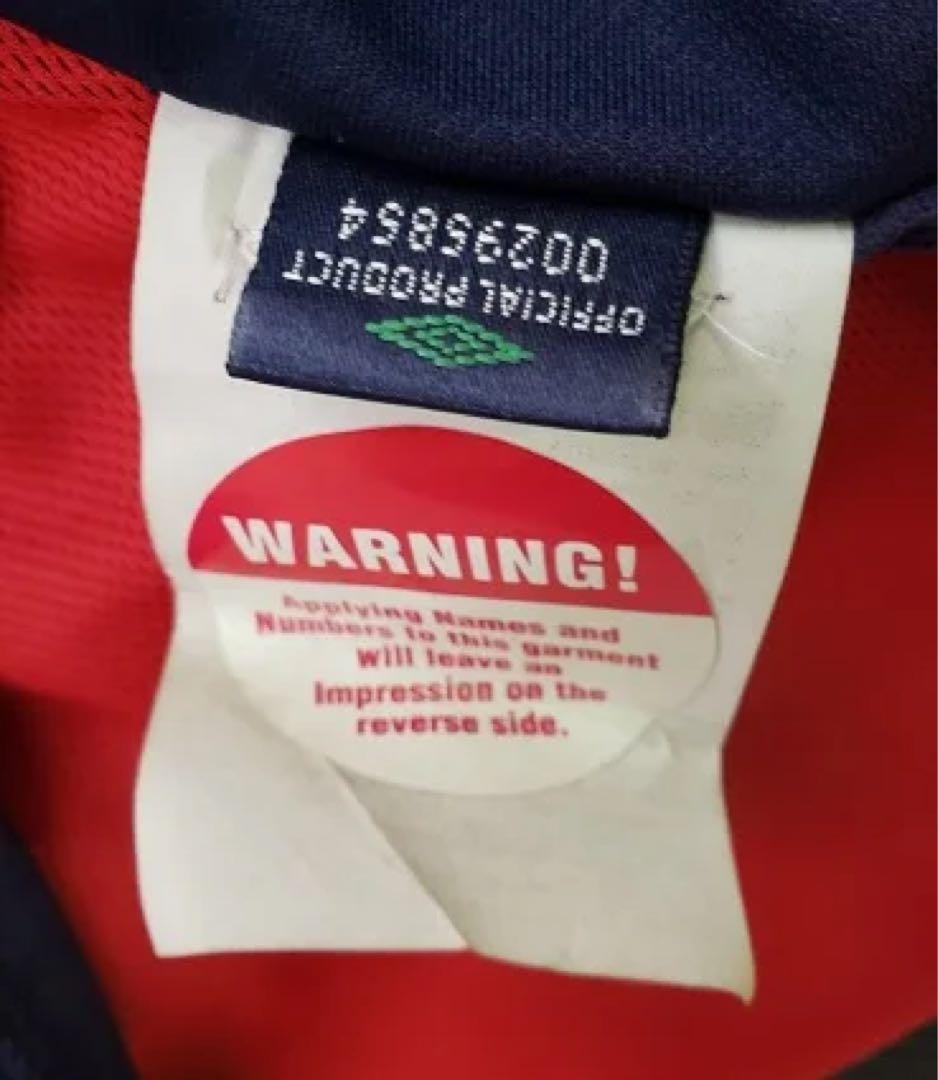 OFFICIAL PRODUCT
00295854
WARNING!
Applying Names and
Numbers to this garment
will leave an
Impression on the
reverse side.